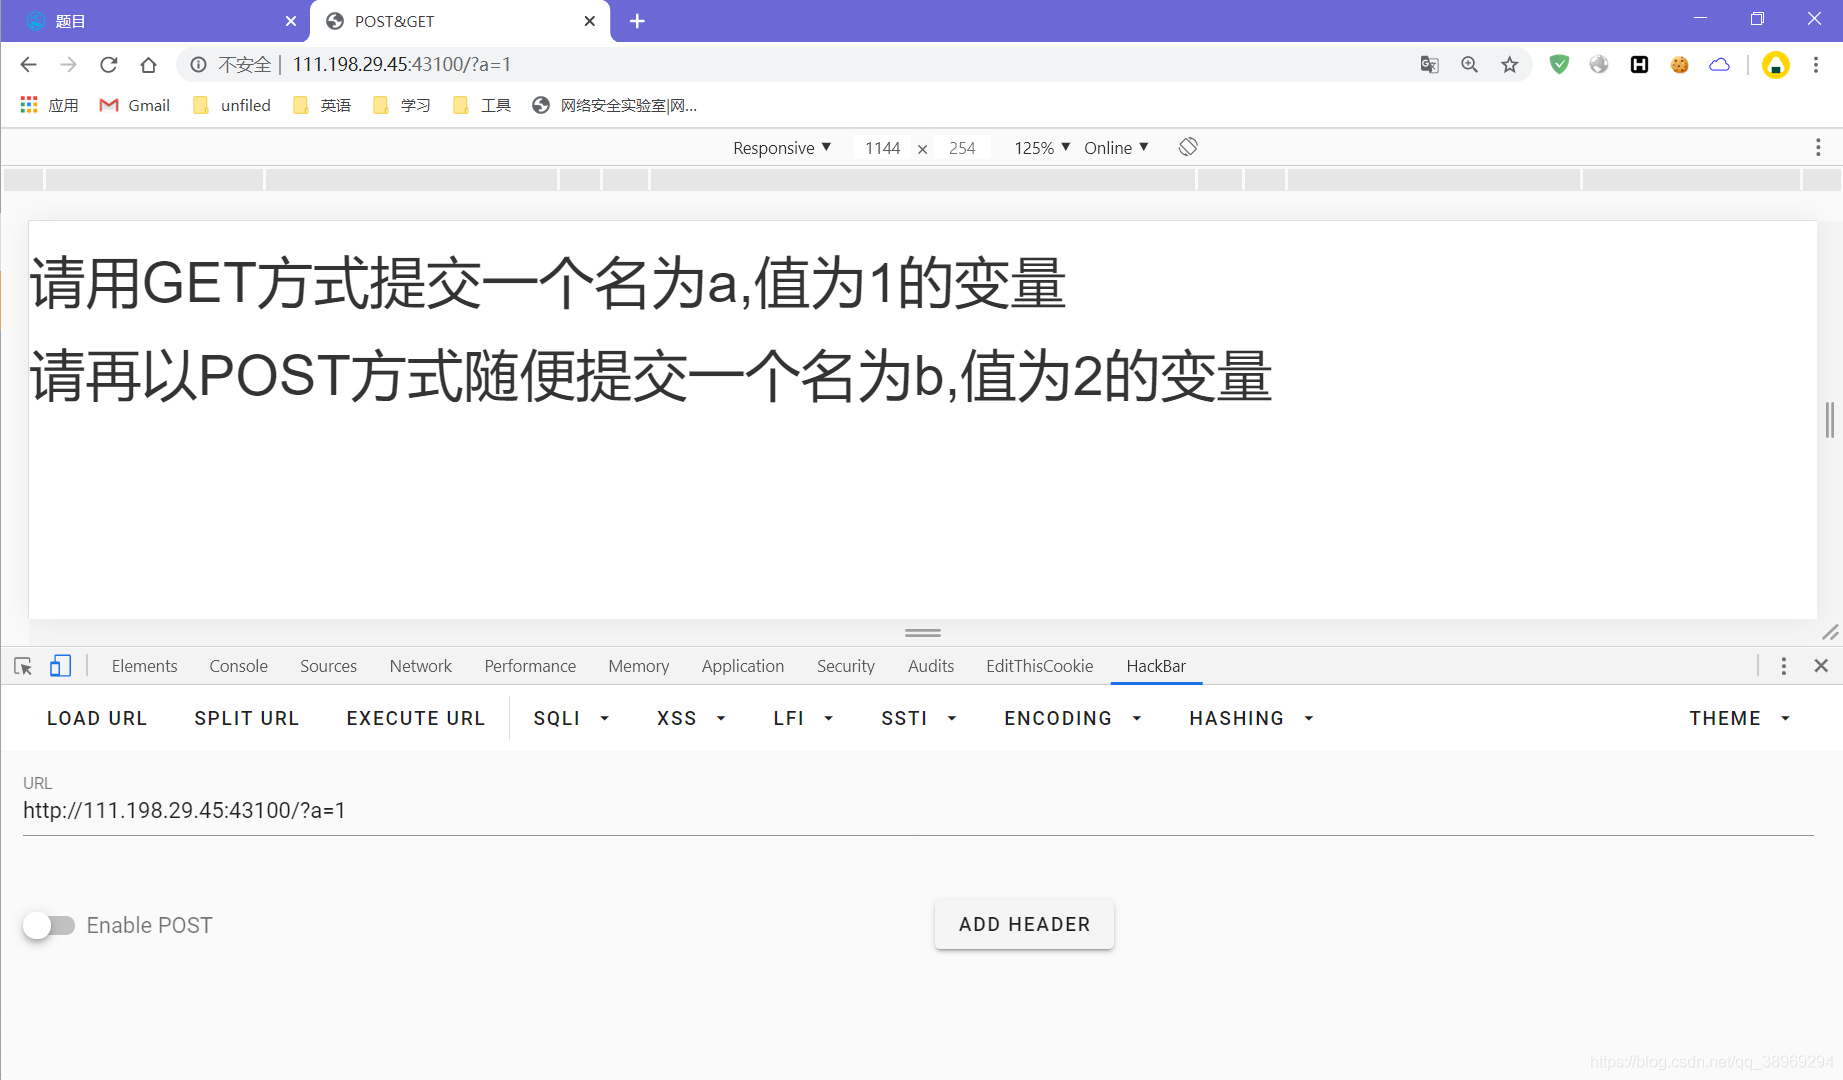 题目
POST&GET
不安全 | 111.198.29.45:43100/?a=1
应用 Gmail unfiled 英语 学习 工具 网络安全实验室|网...
Responsive ▼ 1144 × 254 125% ▼ Online ▼
请用GET方式提交一个名为a,值为1的变量
请再以POST方式随便提交一个名为b,值为2的变量
Elements Console Sources Network Performance Memory Application Security Audits EditThisCookie HackBar
LOAD URL SPLIT URL EXECUTE URL SQLI XSS LFI SSTI ENCODING HASHING THEME
URL
http://111.198.29.45:43100/?a=1
Enable POST ADD HEADER
https://blog.csdn.net/qq_38969294